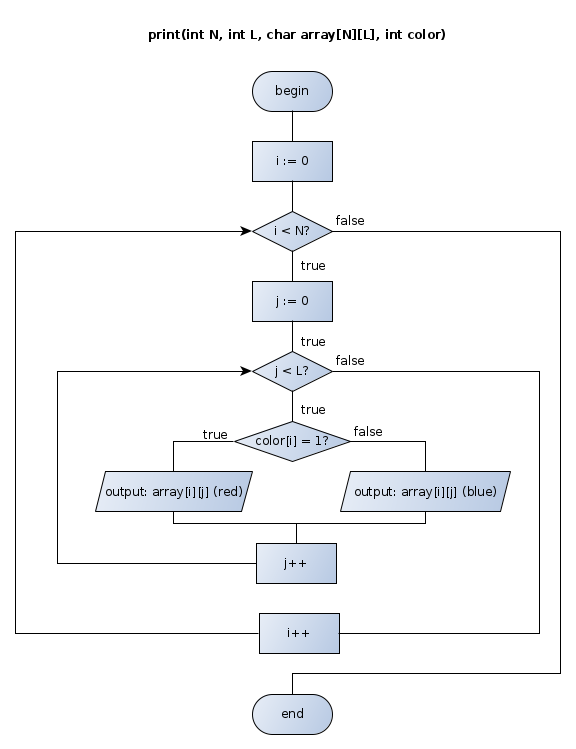 print(int N, int L, char array[N][L], int color)
begin
i := 0
false
i < N?
true
j := 0
true
false
j < L?
true
true
false
color[i] = 1?
output: array[i][j] (red)
output: array[i][j] (blue)
j++
i++
end